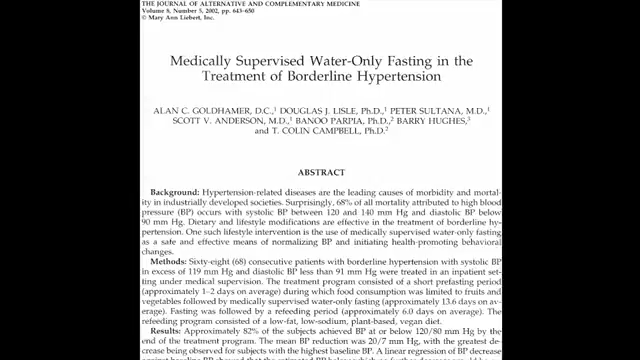 THE JOURNAL OF ALTERNATIVE AND COMPLEMENTARY MEDICINE
Volume 8, Number 5, 2002, pp. 643–650
© Mary Ann Liebert, Inc.
Medically Supervised Water-Only Fasting in the
Treatment of Borderline Hypertension
ALAN C. GOLDHAMER, D.C.,1 DOUGLAS J. LISLE, Ph.D.,1 PETER SULTANA, M.D.,1
SCOTT V. ANDERSON, M.D.,1 BANOO PARPIA, Ph.D.,2 BARRY HUGHES,3
and T. COLIN CAMPBELL, Ph.D.2
ABSTRACT
Background: Hypertension-related diseases are the leading causes of morbidity and mortal-
ity in industrially developed societies. Surprisingly, 68% of all mortality attributed to high blood
pressure (BP) occurs with systolic BP between 120 and 140 mm Hg and diastolic BP below
90 mm Hg. Dietary and lifestyle modifications are effective in the treatment of borderline hy-
pertension. One such lifestyle intervention is the use of medically supervised water-only fasting
as a safe and effective means of normalizing BP and initiating health-promoting behavioral
changes.
Methods: Sixty-eight (68) consecutive patients with borderline hypertension with systolic BP
in excess of 119 mm Hg and diastolic BP less than 91 mm Hg were treated in an inpatient set-
ting under medical supervision. The treatment program consisted of a short prefasting period
(approximately 1–2 days on average) during which food consumption was limited to fruits and
vegetables followed by medically supervised water-only fasting (approximately 13.6 days on av-
erage). Fasting was followed by a refeeding period (approximately 6.0 days on average). The
refeeding program consisted of a low-fat, low-sodium, plant-based, vegan diet.
Results: Approximately 82% of the subjects achieved BP at or below 120/80 mm Hg by the
end of the treatment program. The mean BP reduction was 20/7 mm Hg, with the greatest de-
crease being observed for subjects with the highest baseline BP. A linear regression of BP decrease